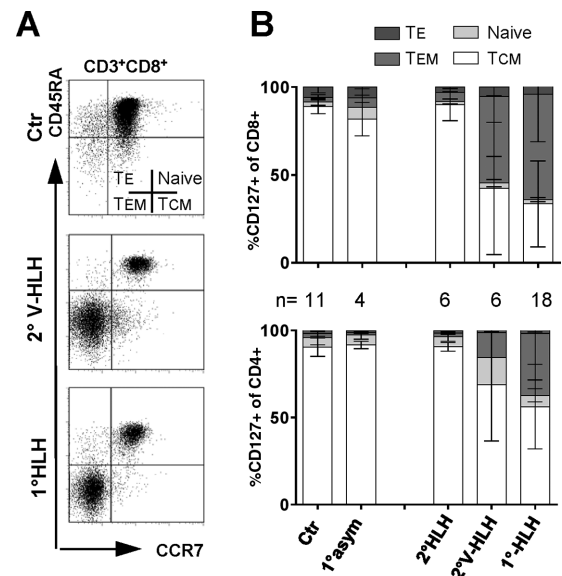 A
CD3+CD8+
Ctr
CD45RA
TE Naive
TEM TCM
2° V-HLH
1°HLH
CCR7
B
TE Naive
TEM TCM
%CD127+ of CD8+
100
50
0
n= 11 4 6 6 18
%CD127+ of CD4+
100
50
0
Ctr 1°asym 2°HLH 2°V-HLH 1°-HLH